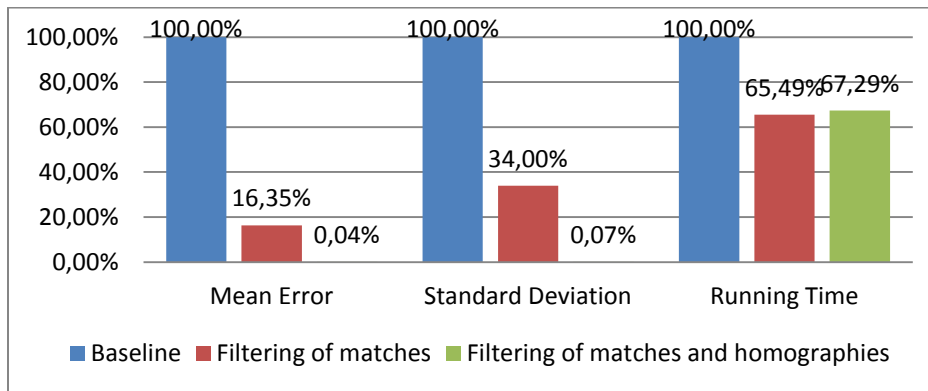 100,00% 100,00% 100,00% 100,00%
80,00% 65,49% 67,29%
60,00%
40,00% 34,00%
20,00% 16,35%
0,00% 0,04% 0,07%
Mean Error Standard Deviation Running Time
Baseline Filtering of matches Filtering of matches and homographies